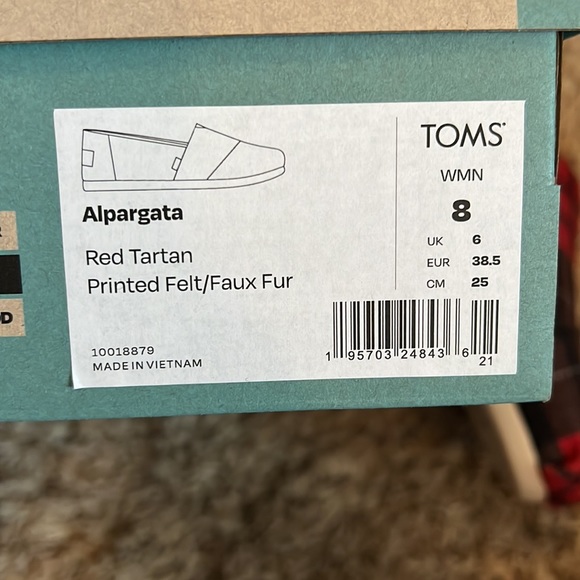 TOMS
WMN
8
UK 6
EUR 38.5
CM 25
Alpargata
Red Tartan
Printed Felt/Faux Fur
10018879
MADE IN VIETNAM
1 95703 24843 6
21